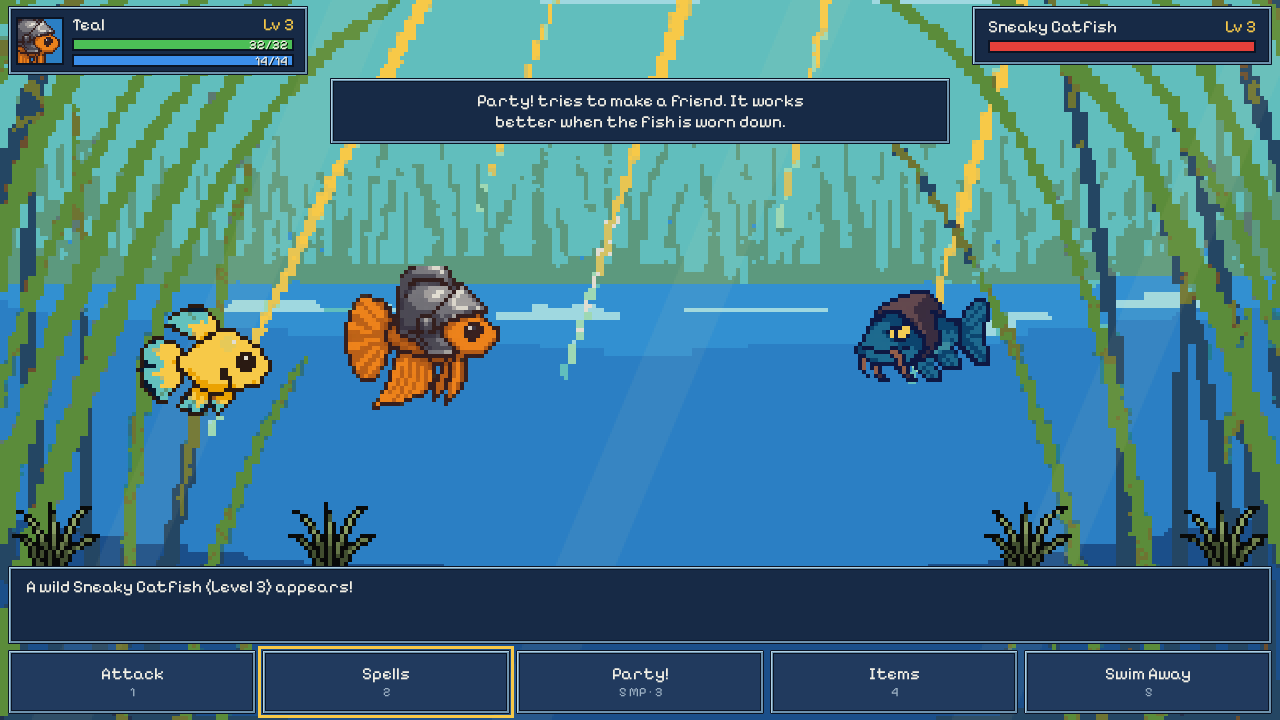 Teal
Lv 3
32/32
14/14
Sneaky Catfish
Lv 3
Party! tries to make a friend. It works
better when the fish is worn down.
A wild Sneaky Catfish (Level 3) appears!
Attack
1
Spells
2
Party!
5 MP · 3
Items
4
Swim Away
5